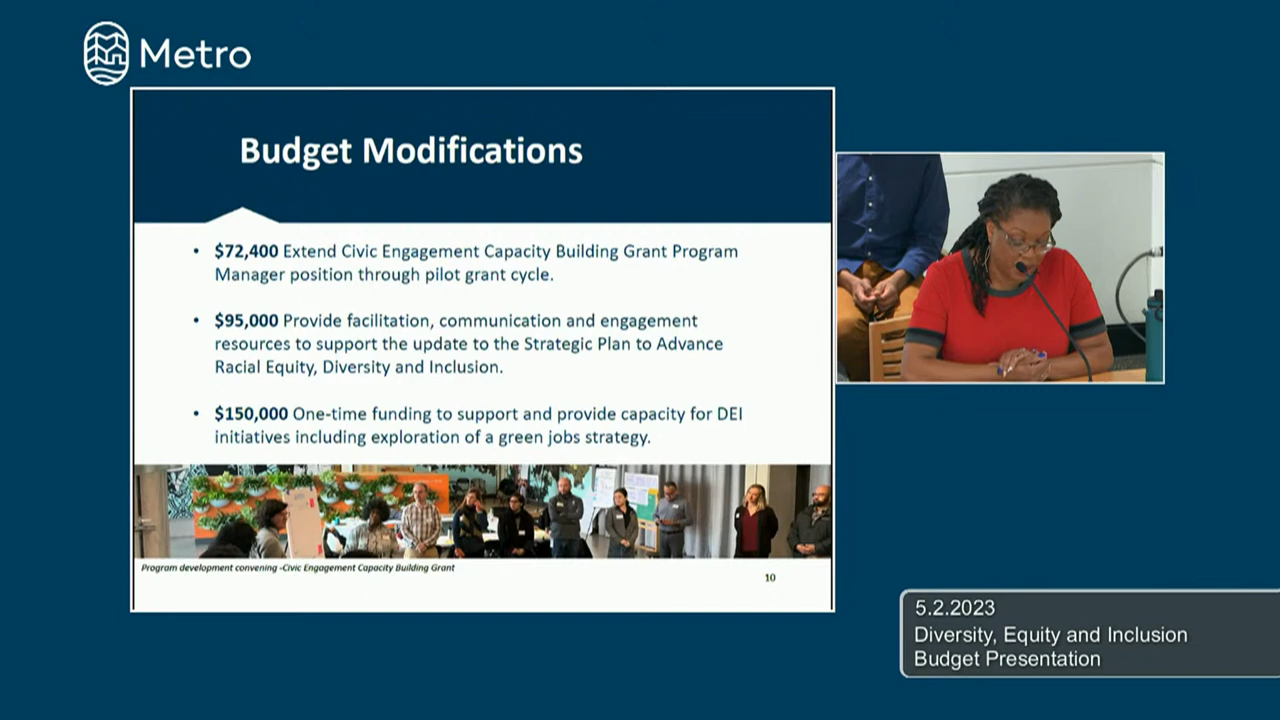 Metro
Budget Modifications
• $72,400 Extend Civic Engagement Capacity Building Grant Program
Manager position through pilot grant cycle.
• $95,000 Provide facilitation, communication and engagement
resources to support the update to the Strategic Plan to Advance
Racial Equity, Diversity and Inclusion.
• $150,000 One-time funding to support and provide capacity for DEI
initiatives including exploration of a green jobs strategy.
Program development convening -Civic Engagement Capacity Building Grant
10
5.2.2023
Diversity, Equity and Inclusion
Budget Presentation